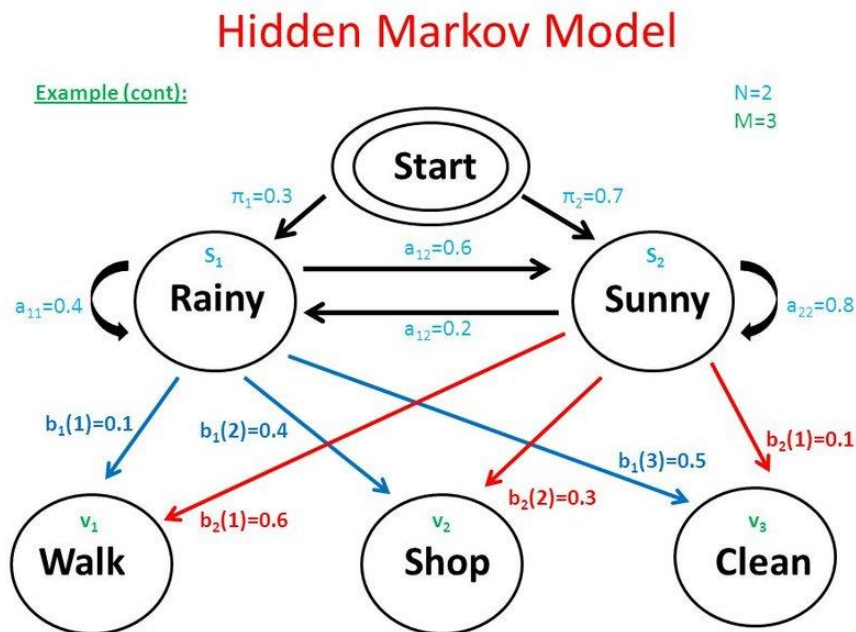 Hidden Markov Model
Example (cont):
N=2
M=3
Start
π₁=0.3
π₂=0.7
S₁
Rainy
a₁₂=0.6
S₂
Sunny
a₁₁=0.4
a₁₂=0.2
a₂₂=0.8
b₁(1)=0.1
b₁(2)=0.4
b₂(1)=0.1
b₁(3)=0.5
b₂(1)=0.6
b₂(2)=0.3
v₁
Walk
v₂
Shop
v₃
Clean